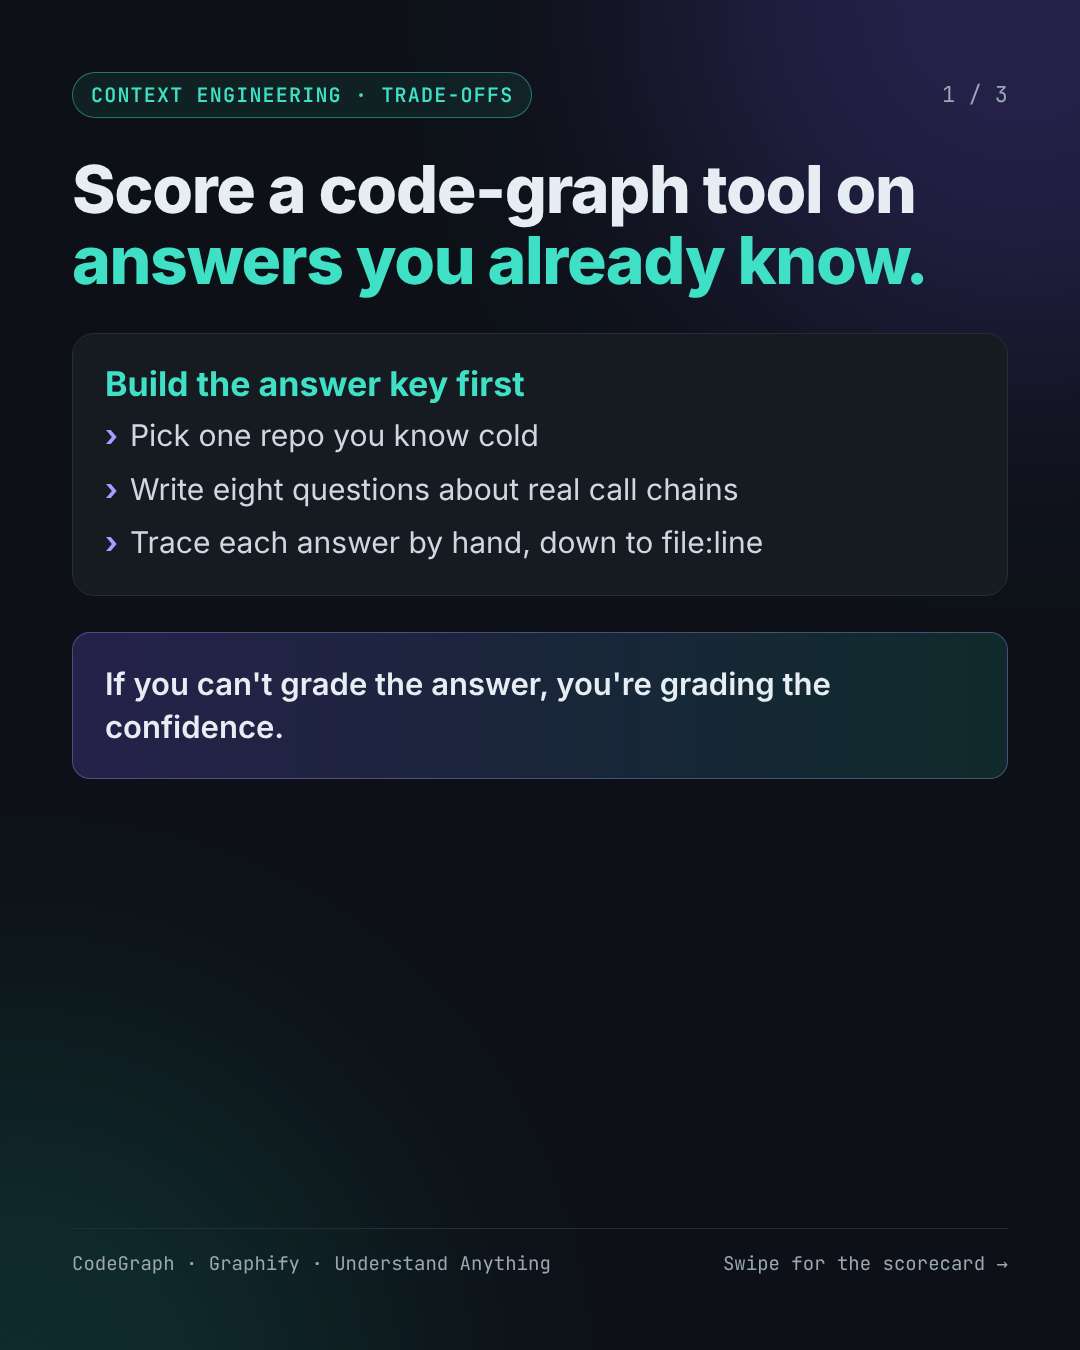 CONTEXT ENGINEERING · TRADE-OFFS
1 / 3
Score a code-graph tool on
answers you already know.
Build the answer key first
› Pick one repo you know cold
› Write eight questions about real call chains
› Trace each answer by hand, down to file:line
If you can't grade the answer, you're grading the
confidence.
CodeGraph · Graphify · Understand Anything
Swipe for the scorecard →